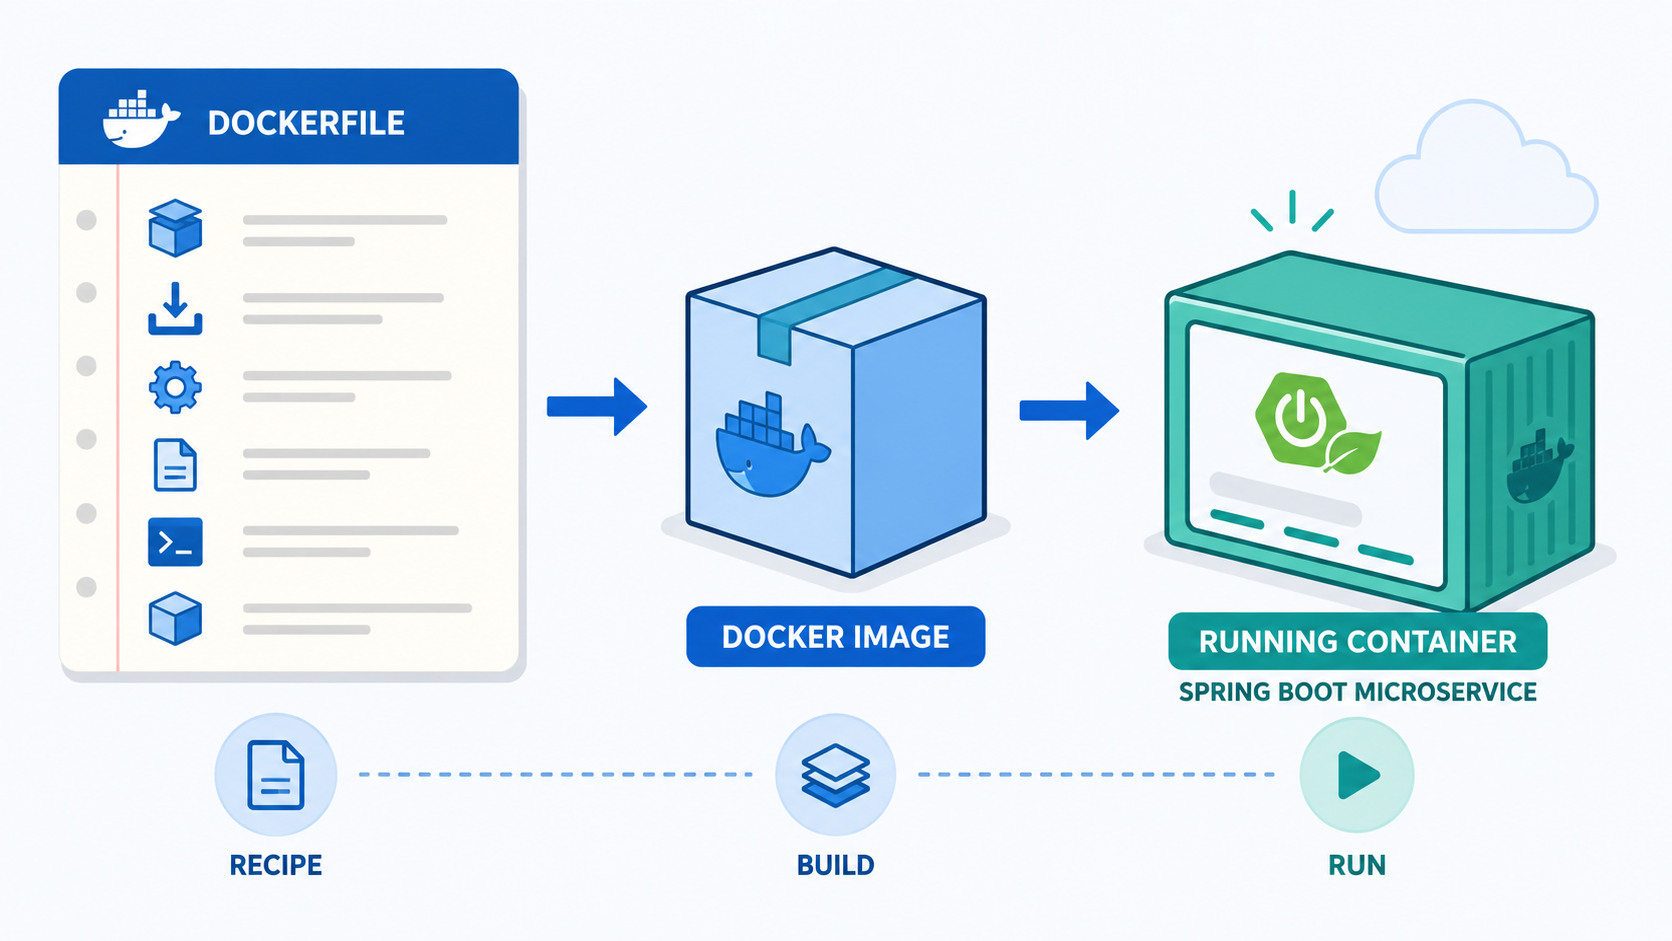 DOCKERFILE
>_
DOCKER IMAGE
RUNNING CONTAINER
SPRING BOOT MICROSERVICE
RECIPE
BUILD
RUN